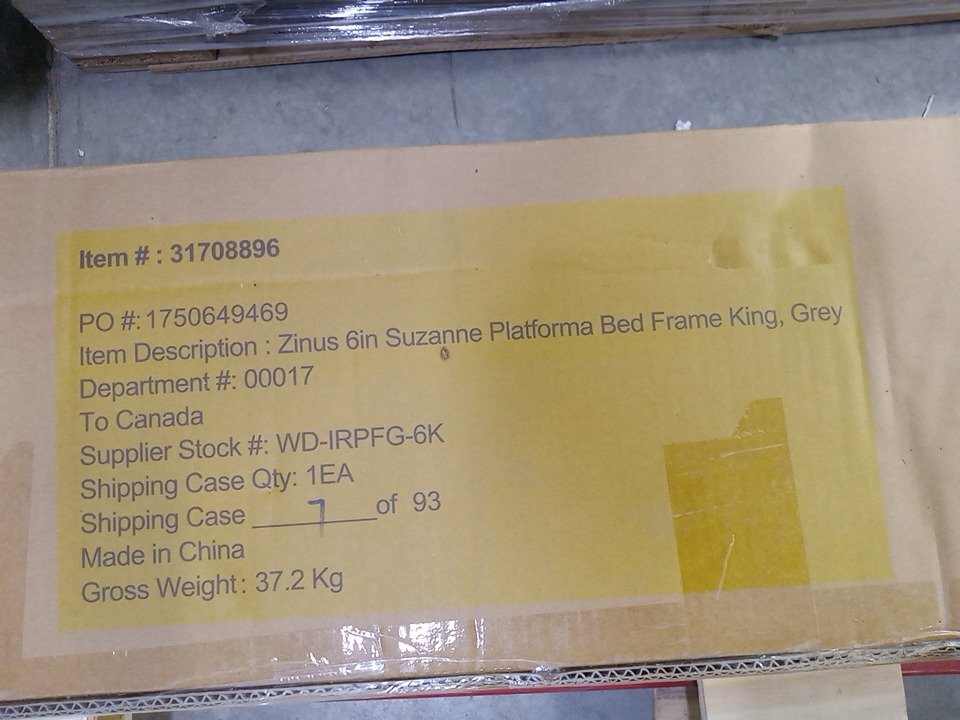 Item # : 31708896
PO #: 1750649469
Item Description : Zinus 6in Suzanne Platforma Bed Frame King, Grey
Department #: 00017
To Canada
Supplier Stock #: WD-IRPFG-6K
Shipping Case Qty: 1EA
Shipping Case 7 of 93
Made in China
Gross Weight: 37.2 Kg